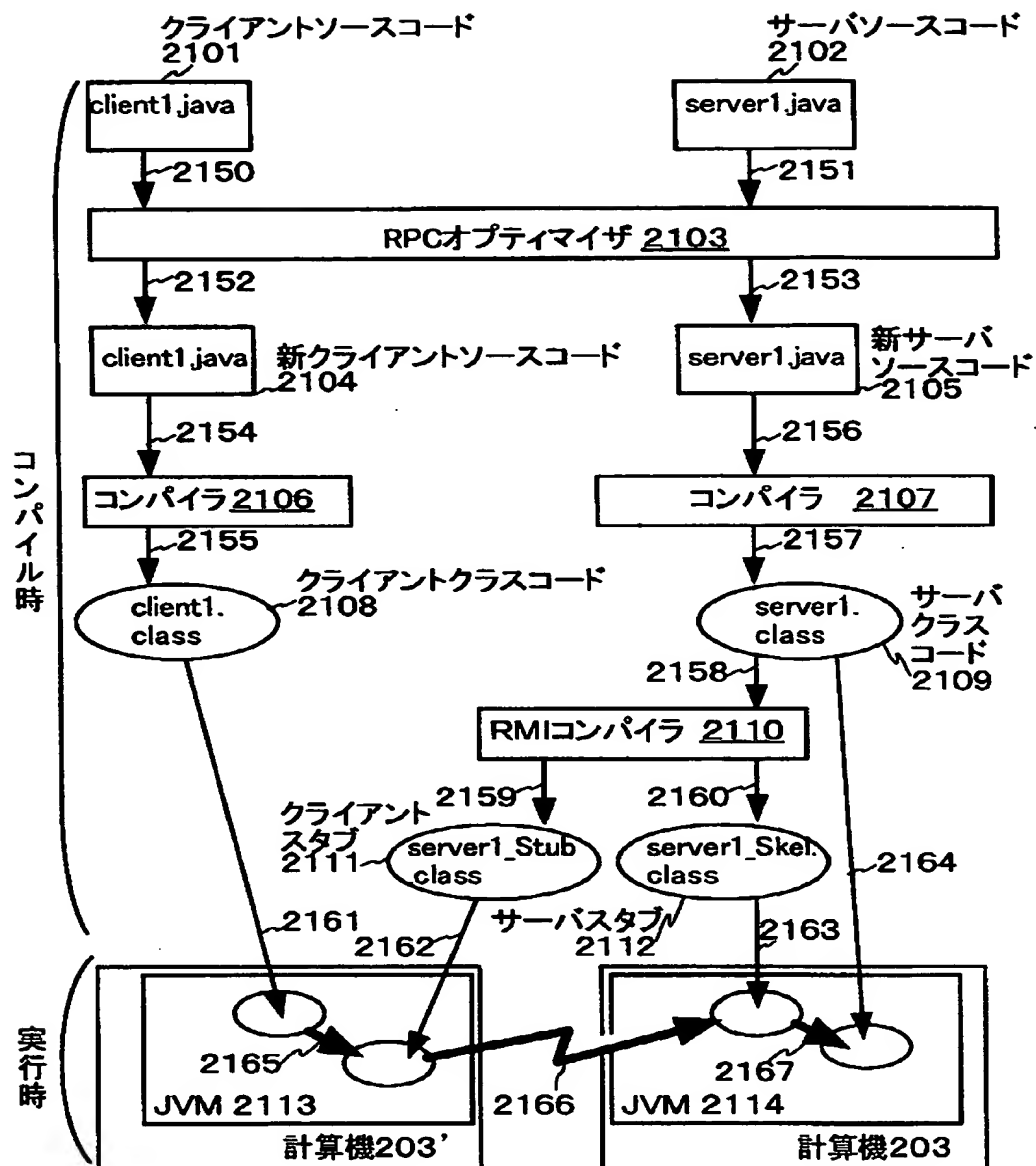 クライアントソースコード
2101
サーバソースコード
2102
client1.java
server1.java
2150
2151
RPCオプティマイザ 2103
2152
2153
client1.java
新クライアントソースコード
2104
server1.java
新サーバ
ソースコード
2105
2154
2156
コンパイル時
コンパイラ 2106
コンパイラ 2107
2155
2157
client1.
class
クライアントクラスコード
2108
server1.
class
サーバ
クラス
コード
2109
2158
RMIコンパイラ 2110
2159
2160
クライアント
スタブ
2111
server1_Stub
class
server1_Skel.
class
2164
2161
2162
サーバスタブ
2112
2163
実行時
2165
2166
2167
JVM 2113
JVM 2114
計算機203’
計算機203